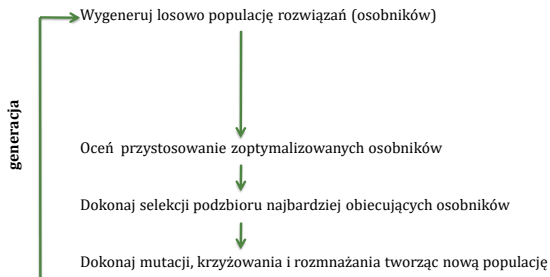 Wygeneruj losowo populację rozwiązań (osobników)
generacja
Oceń przystosowanie zoptymalizowanych osobników
Dokonaj selekcji podzbioru najbardziej obiecujących osobników
Dokonaj mutacji, krzyżowania i rozmnażania tworząc nową populację